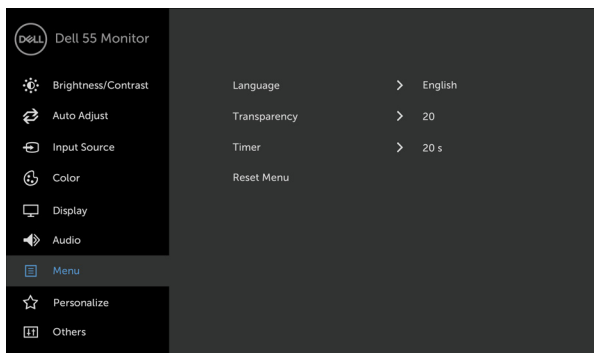 DELL Dell 55 Monitor
Brightness/Contrast
Auto Adjust
Input Source
Color
Display
Audio
Menu
Personalize
Others
Language > English
Transparency > 20
Timer > 20 s
Reset Menu